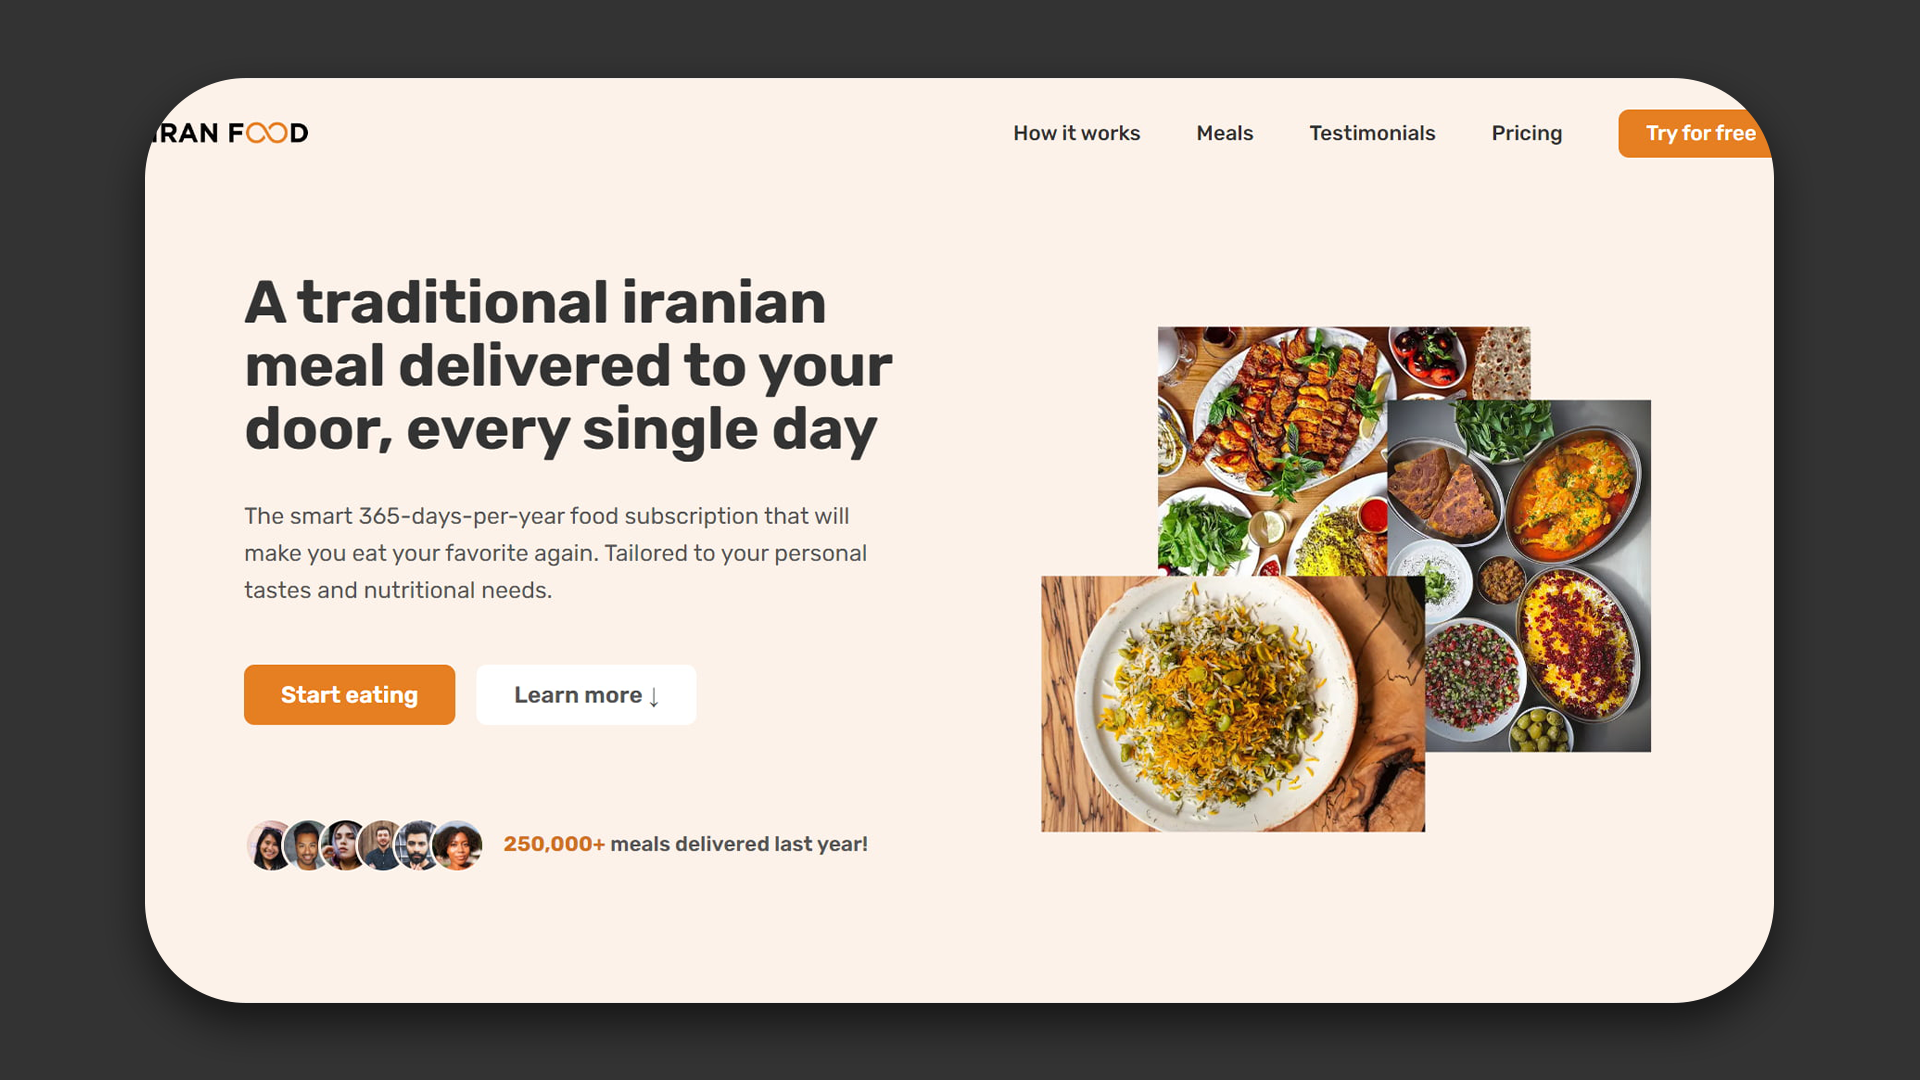 IRAN FOOD
How it works
Meals
Testimonials
Pricing
Try for free
A traditional iranian
meal delivered to your
door, every single day
The smart 365-days-per-year food subscription that will
make you eat your favorite again. Tailored to your personal
tastes and nutritional needs.
Start eating
Learn more ↓
250,000+ meals delivered last year!